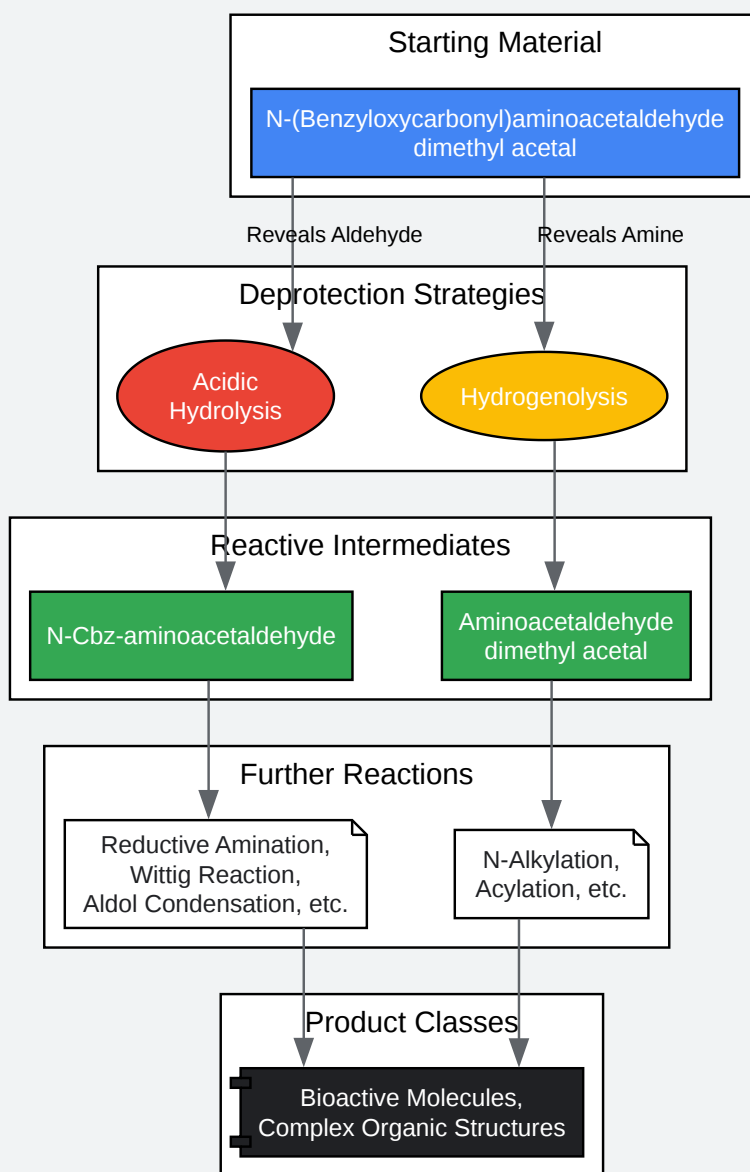 Starting Material
N-(Benzyloxycarbonyl)aminoacetaldehyde
dimethyl acetal
Reveals Aldehyde
Reveals Amine
Deprotection Strategies
Acidic
Hydrolysis
Hydrogenolysis
Reactive Intermediates
N-Cbz-aminoacetaldehyde
Aminoacetaldehyde
dimethyl acetal
Further Reactions
Reductive Amination,
Wittig Reaction,
Aldol Condensation, etc.
N-Alkylation,
Acylation, etc.
Product Classes
Bioactive Molecules,
Complex Organic Structures